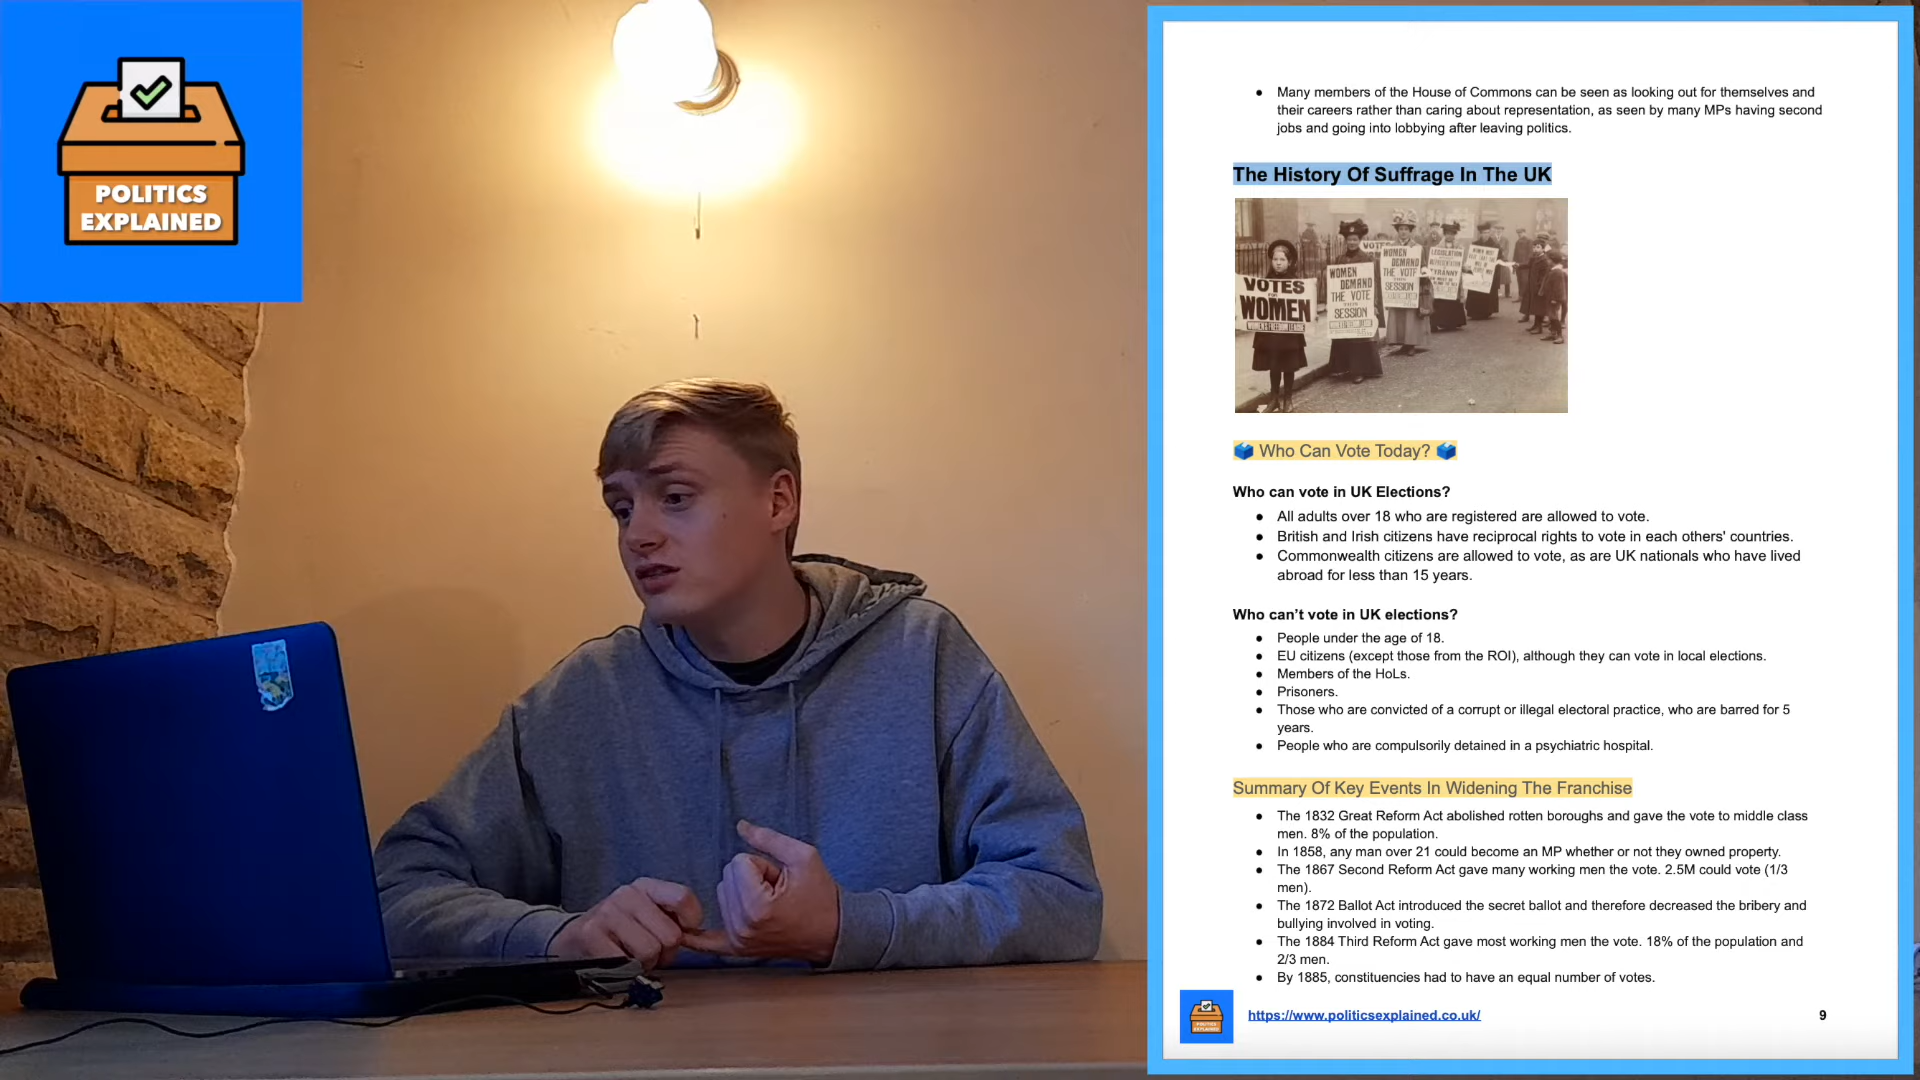 POLITICS
EXPLAINED
● Many members of the House of Commons can be seen as looking out for themselves and
their careers rather than caring about representation, as seen by many MPs having second
jobs and going into lobbying after leaving politics.
The History Of Suffrage In The UK
VOTES
WOMEN
WOMEN
DEMAND
THE VOTE
SESSION
WOMEN
DEMAND
THE VOTE
SESSION
TYRANNY
Who Can Vote Today?
Who can vote in UK Elections?
● All adults over 18 who are registered are allowed to vote.
● British and Irish citizens have reciprocal rights to vote in each others' countries.
● Commonwealth citizens are allowed to vote, as are UK nationals who have lived
abroad for less than 15 years.
Who can’t vote in UK elections?
● People under the age of 18.
● EU citizens (except those from the ROI), although they can vote in local elections.
● Members of the HoLs.
● Prisoners.
● Those who are convicted of a corrupt or illegal electoral practice, who are barred for 5
years.
● People who are compulsorily detained in a psychiatric hospital.
Summary Of Key Events In Widening The Franchise
● The 1832 Great Reform Act abolished rotten boroughs and gave the vote to middle class
men. 8% of the population.
● In 1858, any man over 21 could become an MP whether or not they owned property.
● The 1867 Second Reform Act gave many working men the vote. 2.5M could vote (1/3
men).
● The 1872 Ballot Act introduced the secret ballot and therefore decreased the bribery and
bullying involved in voting.
● The 1884 Third Reform Act gave most working men the vote. 18% of the population and
2/3 men.
● By 1885, constituencies had to have an equal number of votes.
https://www.politicsexplained.co.uk/
9